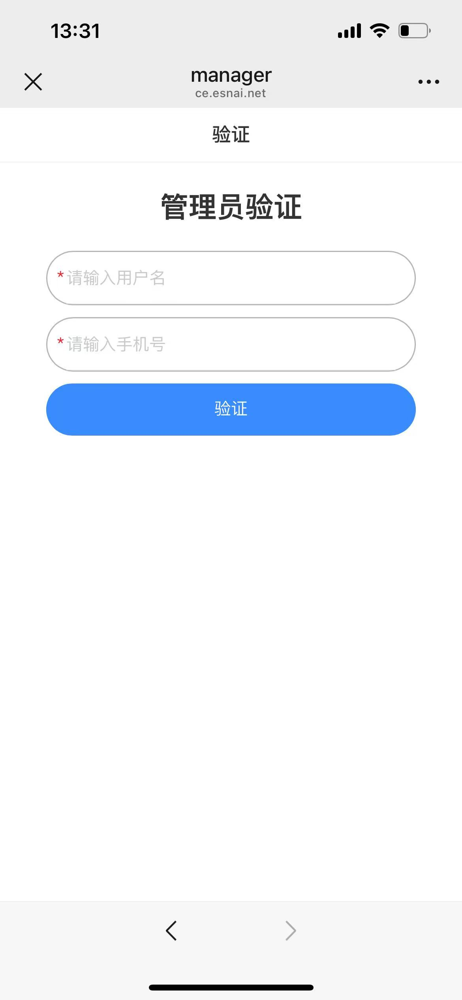 13:31
manager
ce.esnai.net
验证
管理员验证
*请输入用户名
*请输入手机号
验证